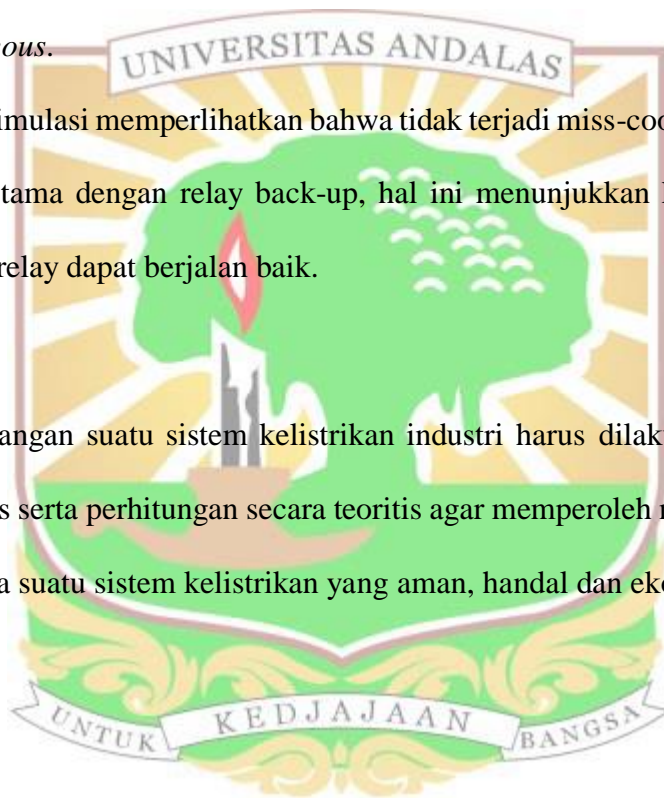 ous.
UNIVERSITAS ANDALAS
imulasi memperlihatkan bahwa tidak terjadi miss-coo
tama dengan relay back-up, hal ini menunjukkan
relay dapat berjalan baik.
angan suatu sistem kelistrikan industri harus dilak
s serta perhitungan secara teoritis agar memperoleh
a suatu sistem kelistrikan yang aman, handal dan eko
UNTUK KEDJAJAAN BANGSA